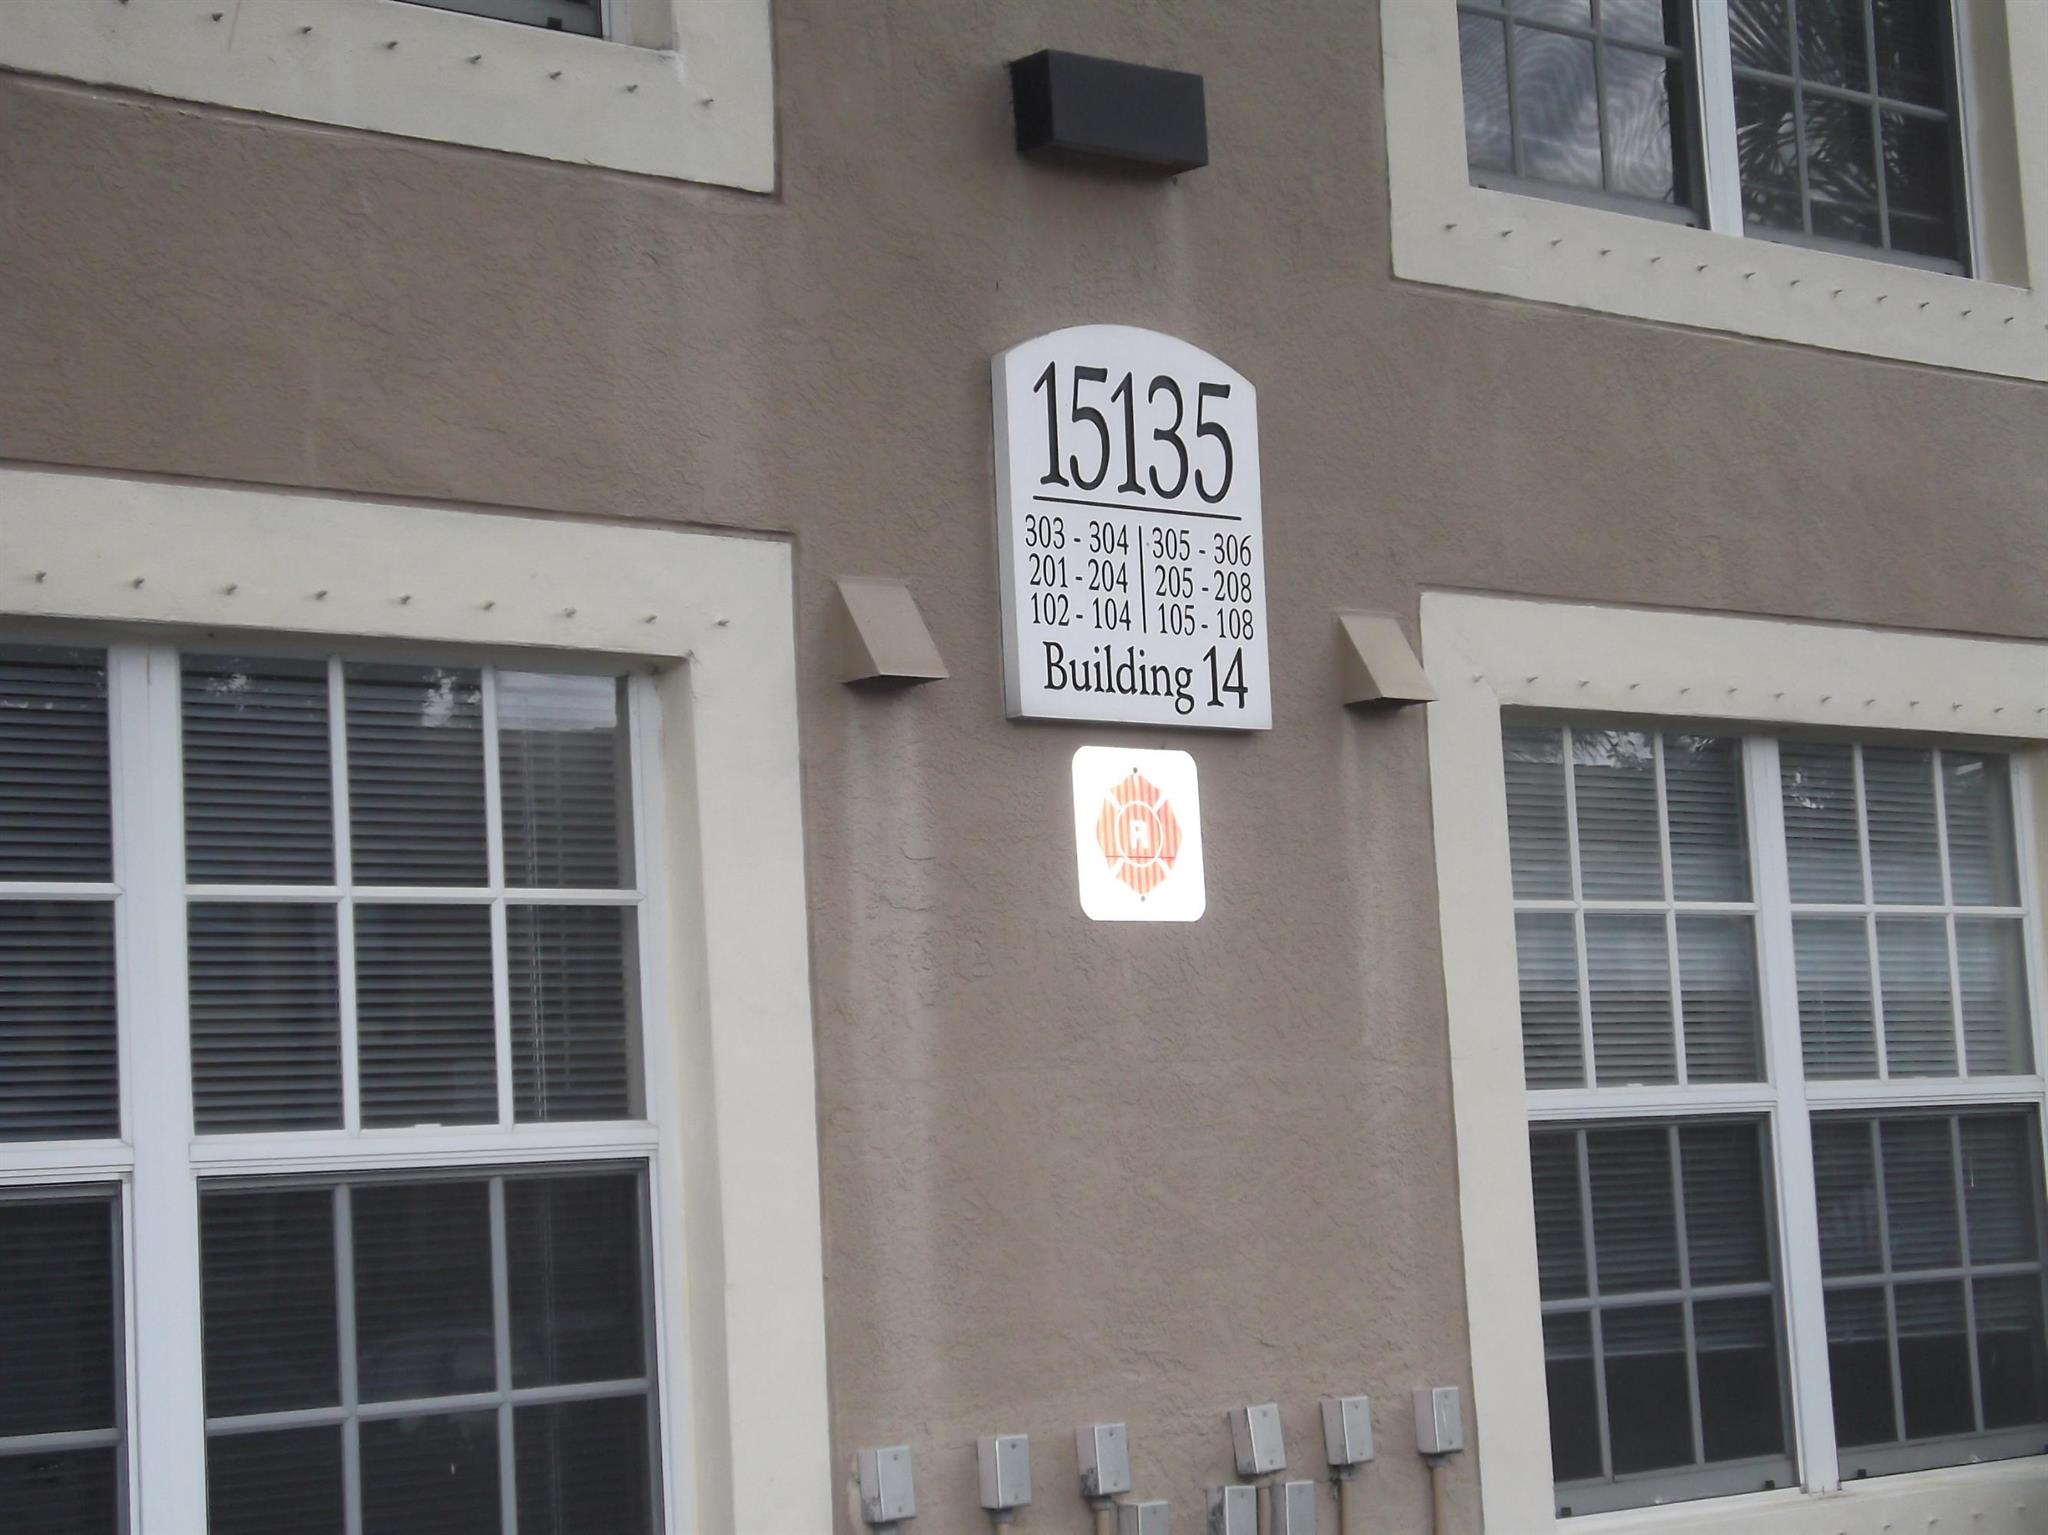 15135
303 - 304 | 305 - 306
201 - 204 | 205 - 208
102 - 104 | 105 - 108
Building 14
R